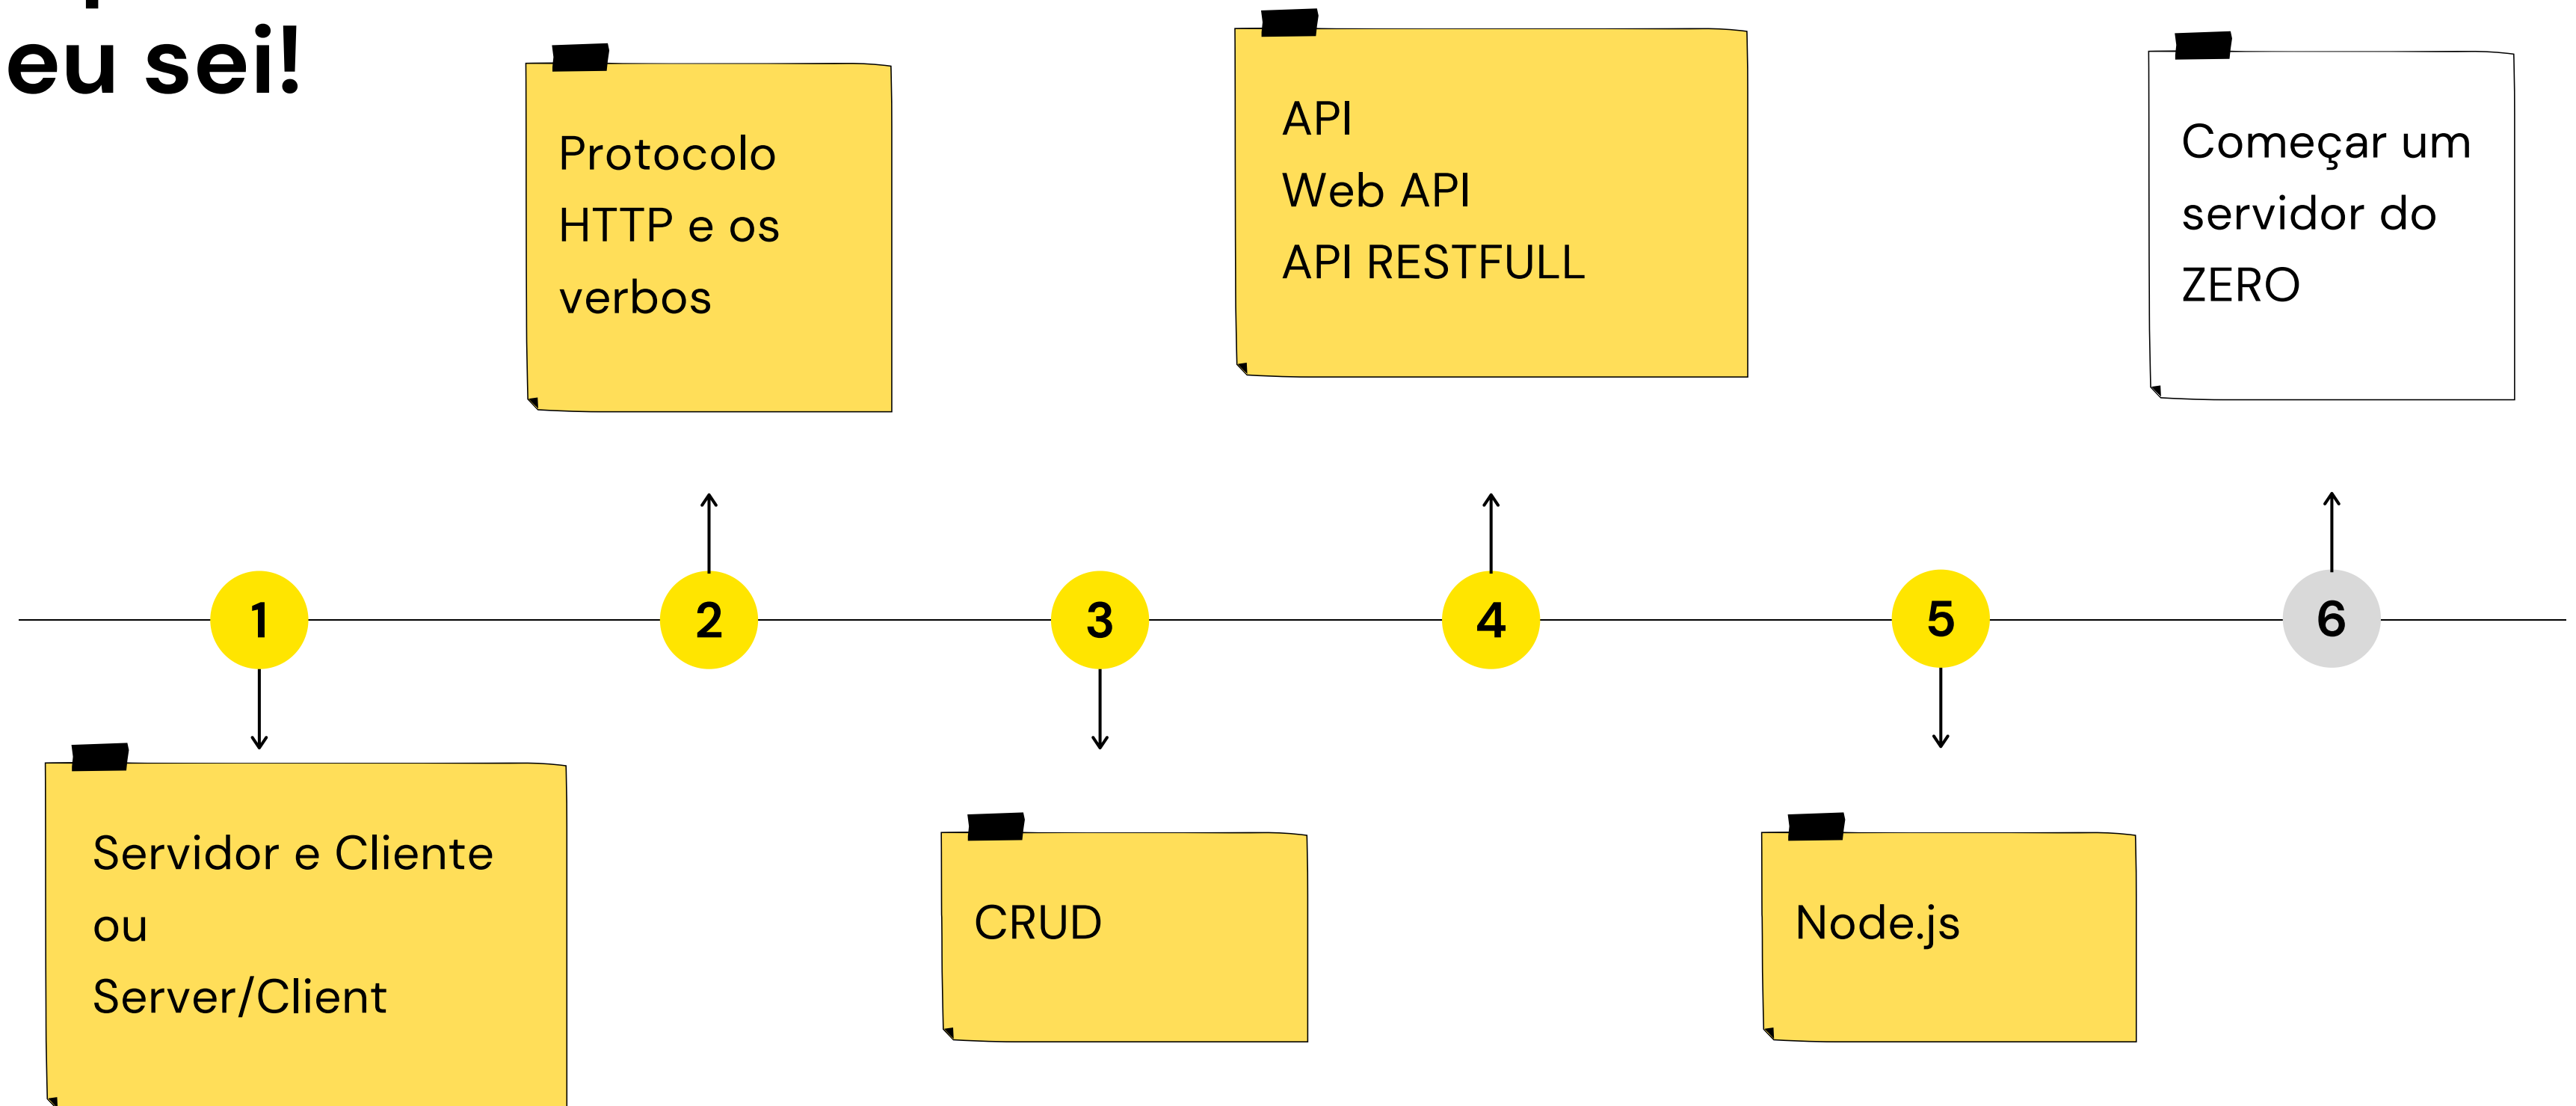 eu sei!
Protocolo
HTTP e os
verbos
API
Web API
API RESTFULL
Começar um
servidor do
ZERO
1
2
3
4
5
6
Servidor e Cliente
ou
Server/Client
CRUD
Node.js